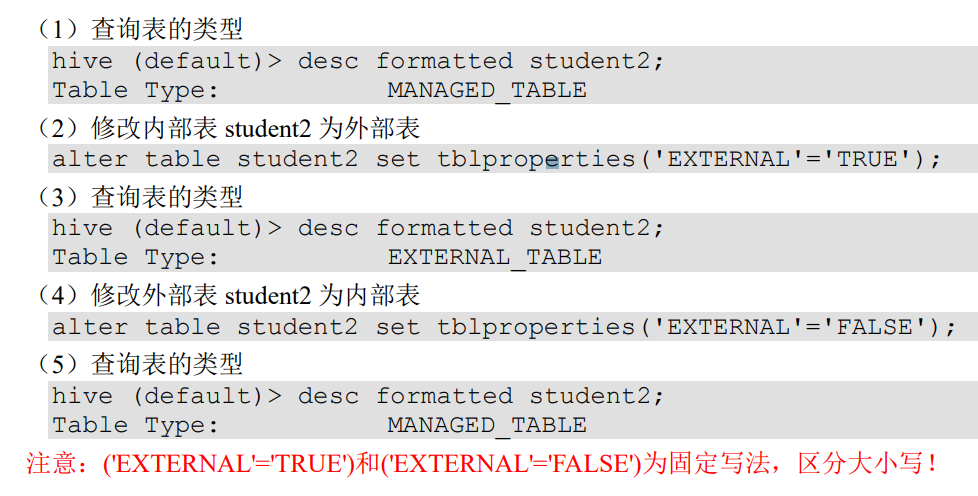 （1）查询表的类型
hive (default)> desc formatted student2;
Table Type:          MANAGED_TABLE
（2）修改内部表 student2 为外部表
alter table student2 set tblproperties('EXTERNAL'='TRUE');
（3）查询表的类型
hive (default)> desc formatted student2;
Table Type:          EXTERNAL_TABLE
（4）修改外部表 student2 为内部表
alter table student2 set tblproperties('EXTERNAL'='FALSE');
（5）查询表的类型
hive (default)> desc formatted student2;
Table Type:          MANAGED_TABLE
注意：('EXTERNAL'='TRUE')和('EXTERNAL'='FALSE')为固定写法，区分大小写！